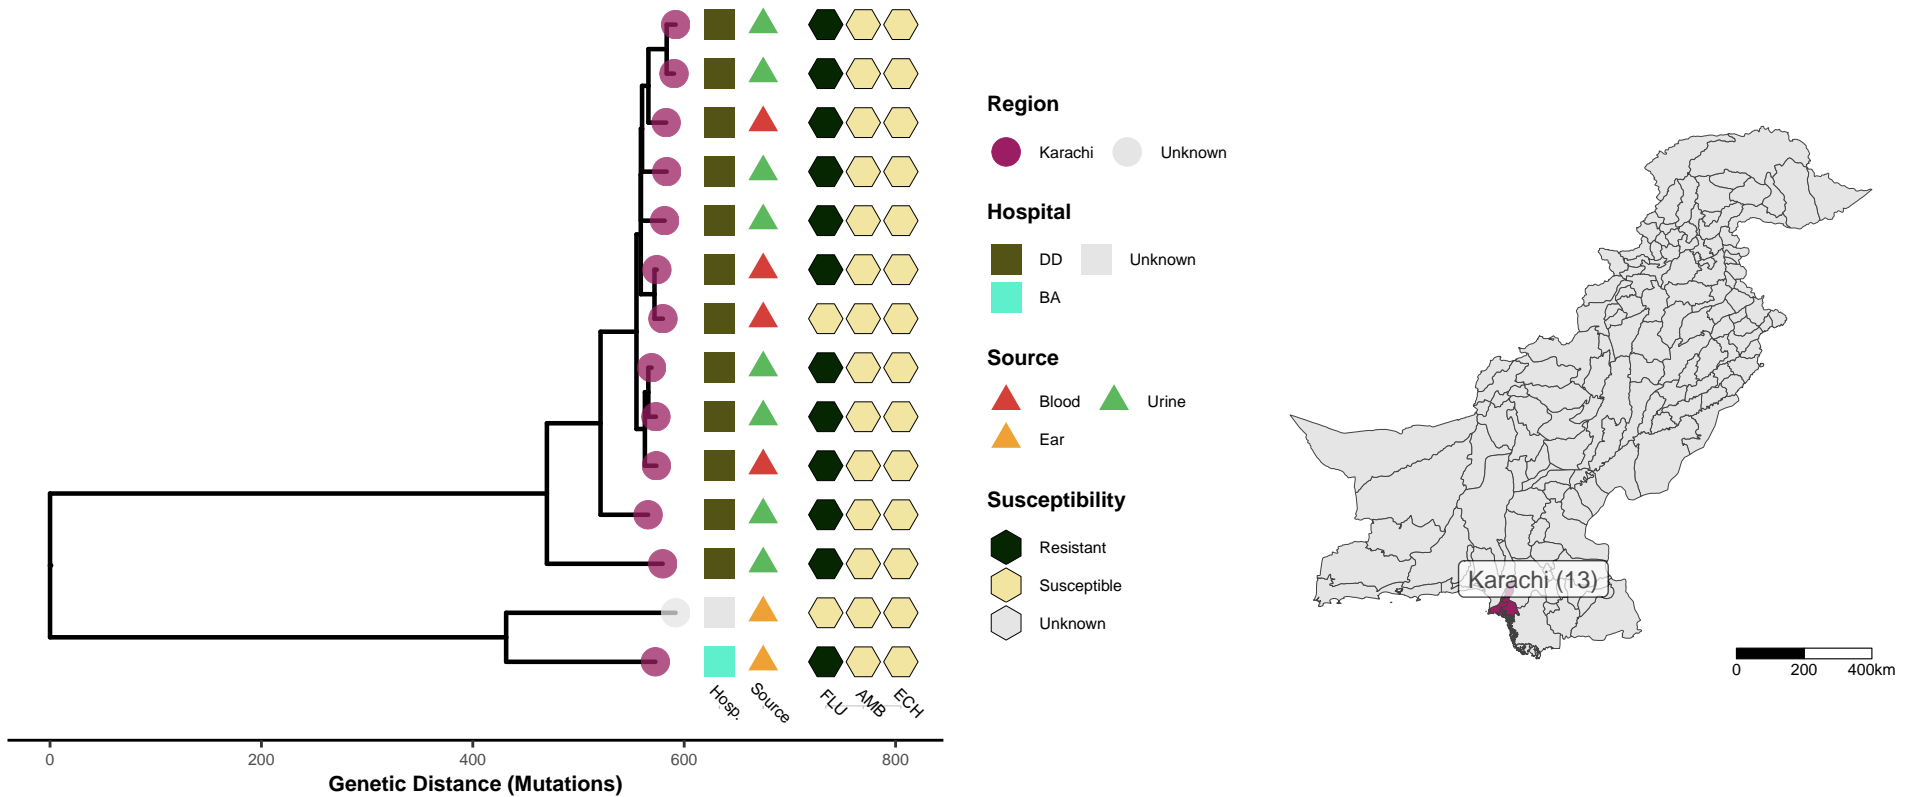 Hosp.
Source
FLU
AMB
ECH
0
200
400
600
800
Genetic Distance (Mutations)
Region
Karachi
Unknown
Hospital
DD
Unknown
BA
Source
Blood
Urine
Ear
Susceptibility
Resistant
Susceptible
Unknown
Karachi (13)
0
200
400km